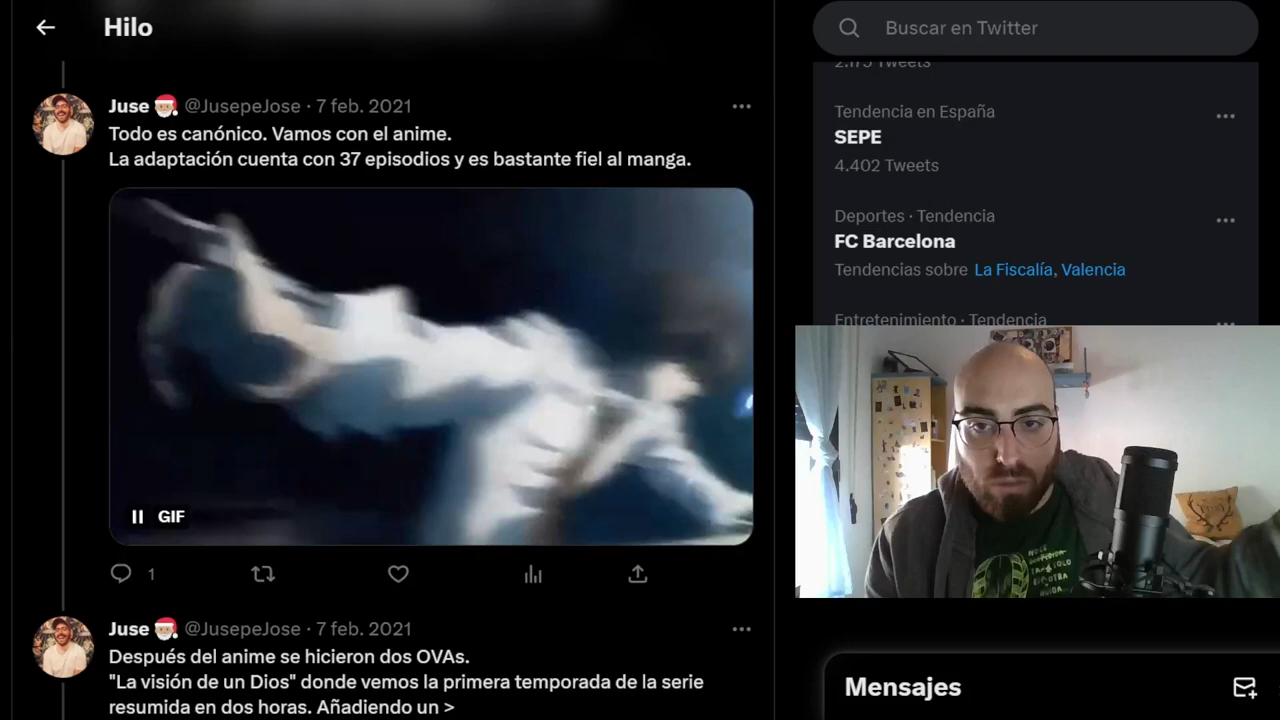 Hilo
Juse @JusepeJose · 7 feb. 2021
Todo es canónico. Vamos con el anime.
La adaptación cuenta con 37 episodios y es bastante fiel al manga.
GIF
1
Juse @JusepeJose · 7 feb. 2021
Después del anime se hicieron dos OVAs.
"La visión de un Dios" donde vemos la primera temporada de la serie
resumida en dos horas. Añadiendo un >
Buscar en Twitter
2.175 Tweets
Tendencia en España
SEPE
4.402 Tweets
Deportes · Tendencia
FC Barcelona
Tendencias sobre La Fiscalía, Valencia
Entretenimiento · Tendencia
Mensajes